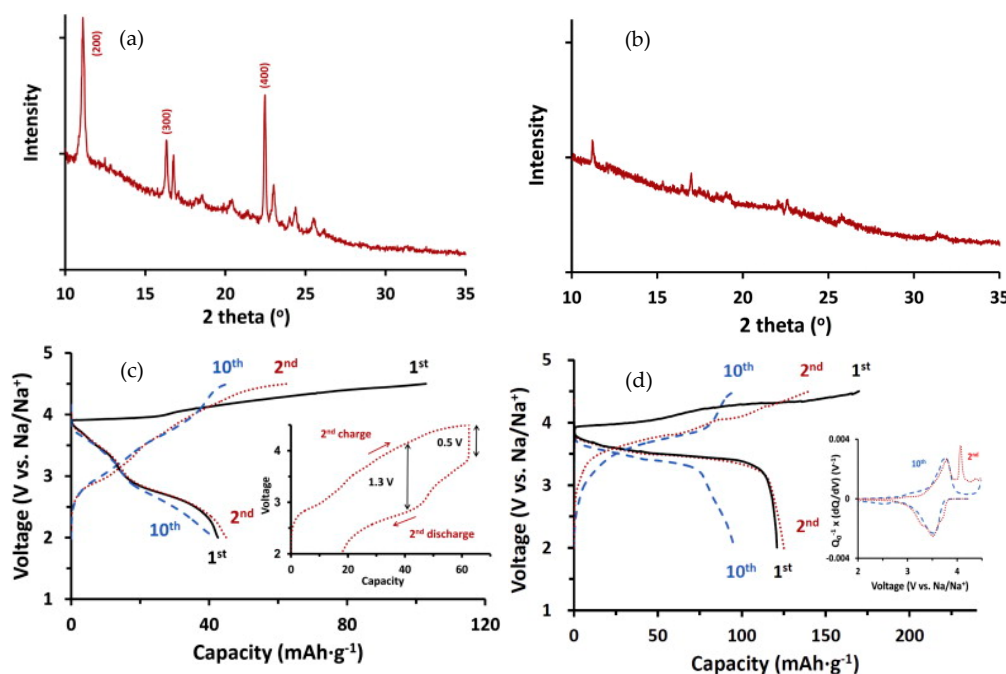 (a)
(200)
(300)
(400)
Intensity
10 15 20 25 30 35
2 theta (o)
(b)
Intensity
10 15 20 25 30 35
2 theta (o)
(c)
5
4
3
2
1
Voltage (V vs. Na/Na+)
10th
2nd
1st
10th
2nd
1st
0 40 80 120
Capacity (mAh·g-1)
2nd charge
0.5 V
1.3 V
2nd discharge
Voltage
4
3
2
0 20 40 60
Capacity
(d)
5
4
3
2
1
Voltage (V vs. Na/Na+)
10th
2nd
1st
2nd
1st
10th
0 50 100 150 200
Capacity (mAh·g-1)
0.004
0
-0.004
Q0-1 x (dQ/dV) (V-1)
10th
2nd
2 3 4
Voltage (V vs. Na/Na+)